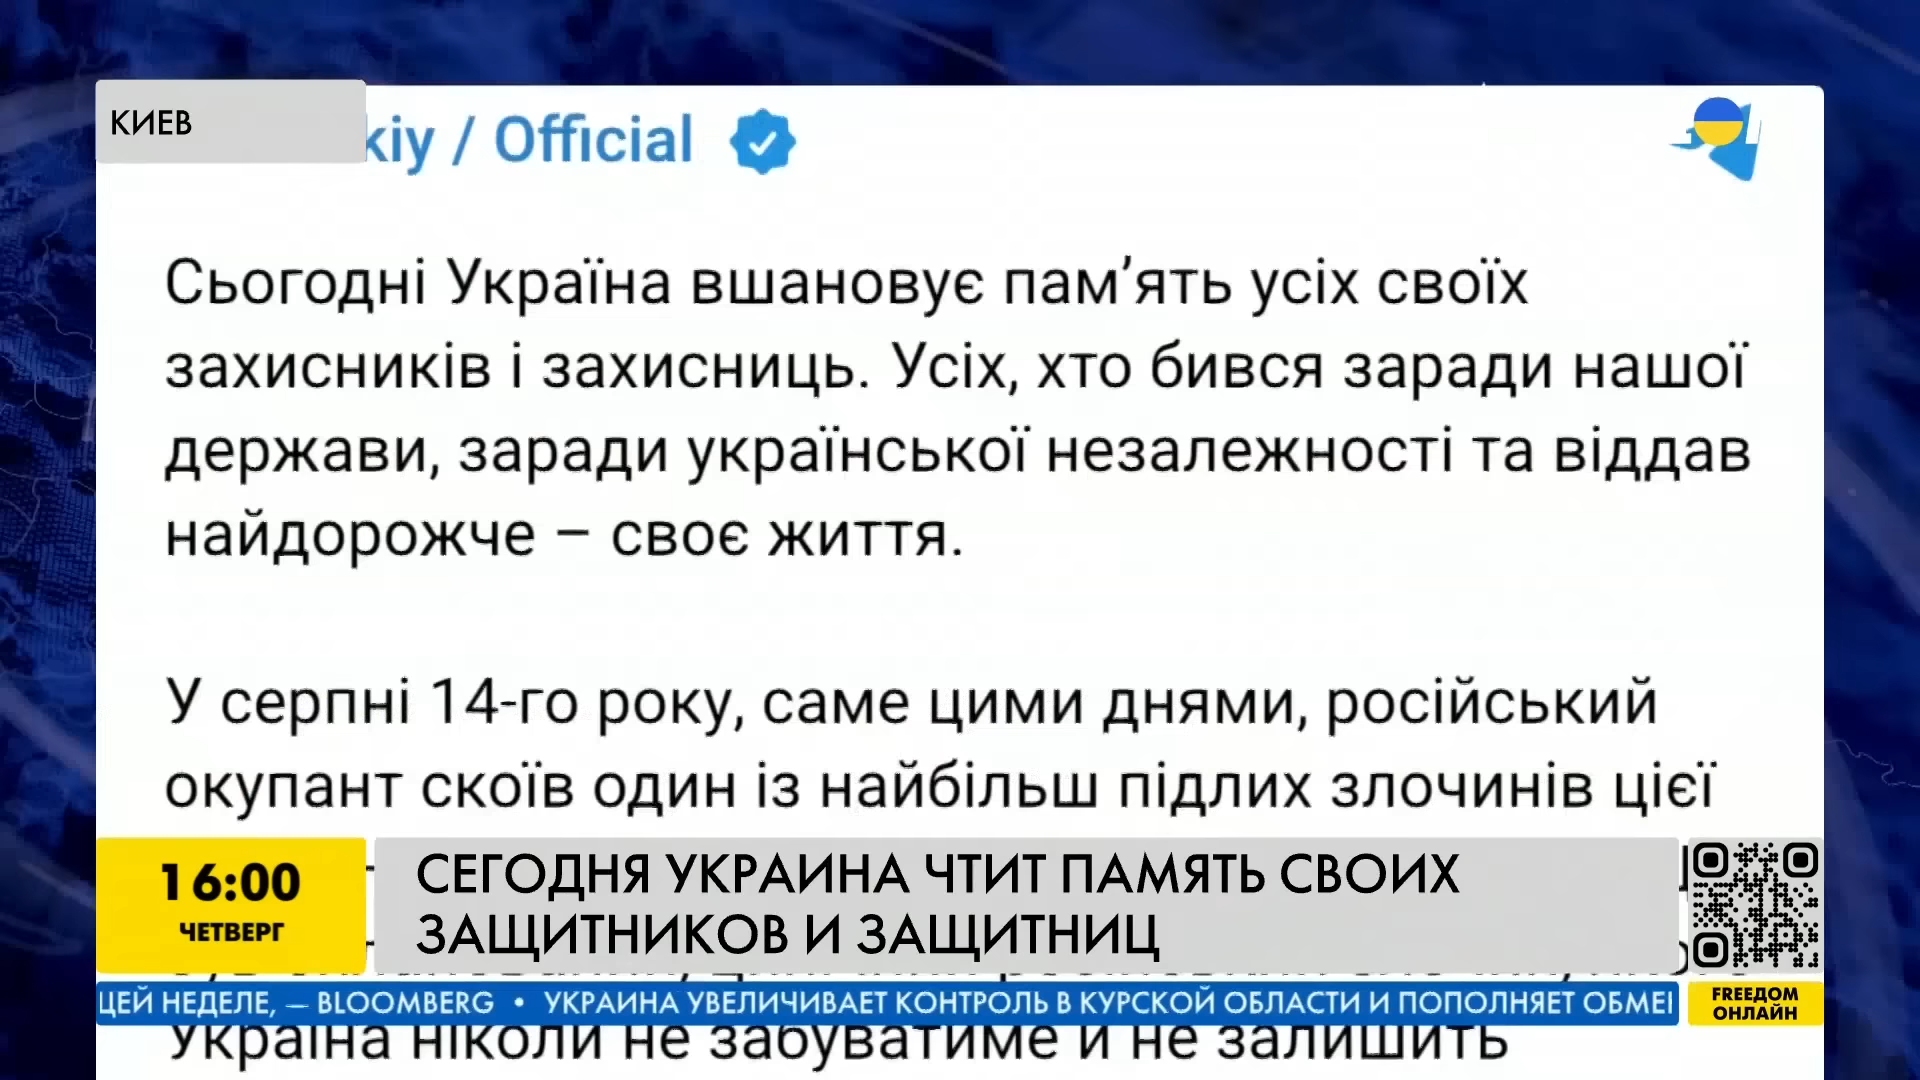 КИЕВ
kiy / Official
Сьогодні Україна вшановує пам’ять усіх своїх
захисників і захисниць. Усіх, хто бився заради нашої
держави, заради української незалежності та віддав
найдорожче – своє життя.
У серпні 14-го року, саме цими днями, російський
окупант скоїв один із найбільш підлих злочинів цієї
16:00
ЧЕТВЕРГ
СЕГОДНЯ УКРАИНА ЧТИТ ПАМЯТЬ СВОИХ
ЗАЩИТНИКОВ И ЗАЩИТНИЦ
ЦЕЙ НЕДЕЛЕ, — BLOOMBERG • УКРАИНА УВЕЛИЧИВАЕТ КОНТРОЛЬ В КУРСКОЙ ОБЛАСТИ И ПОПОЛНЯЕТ ОБМЕ
FREEДОМ
ОНЛАЙН
Україна ніколи не забуватиме й не залишить